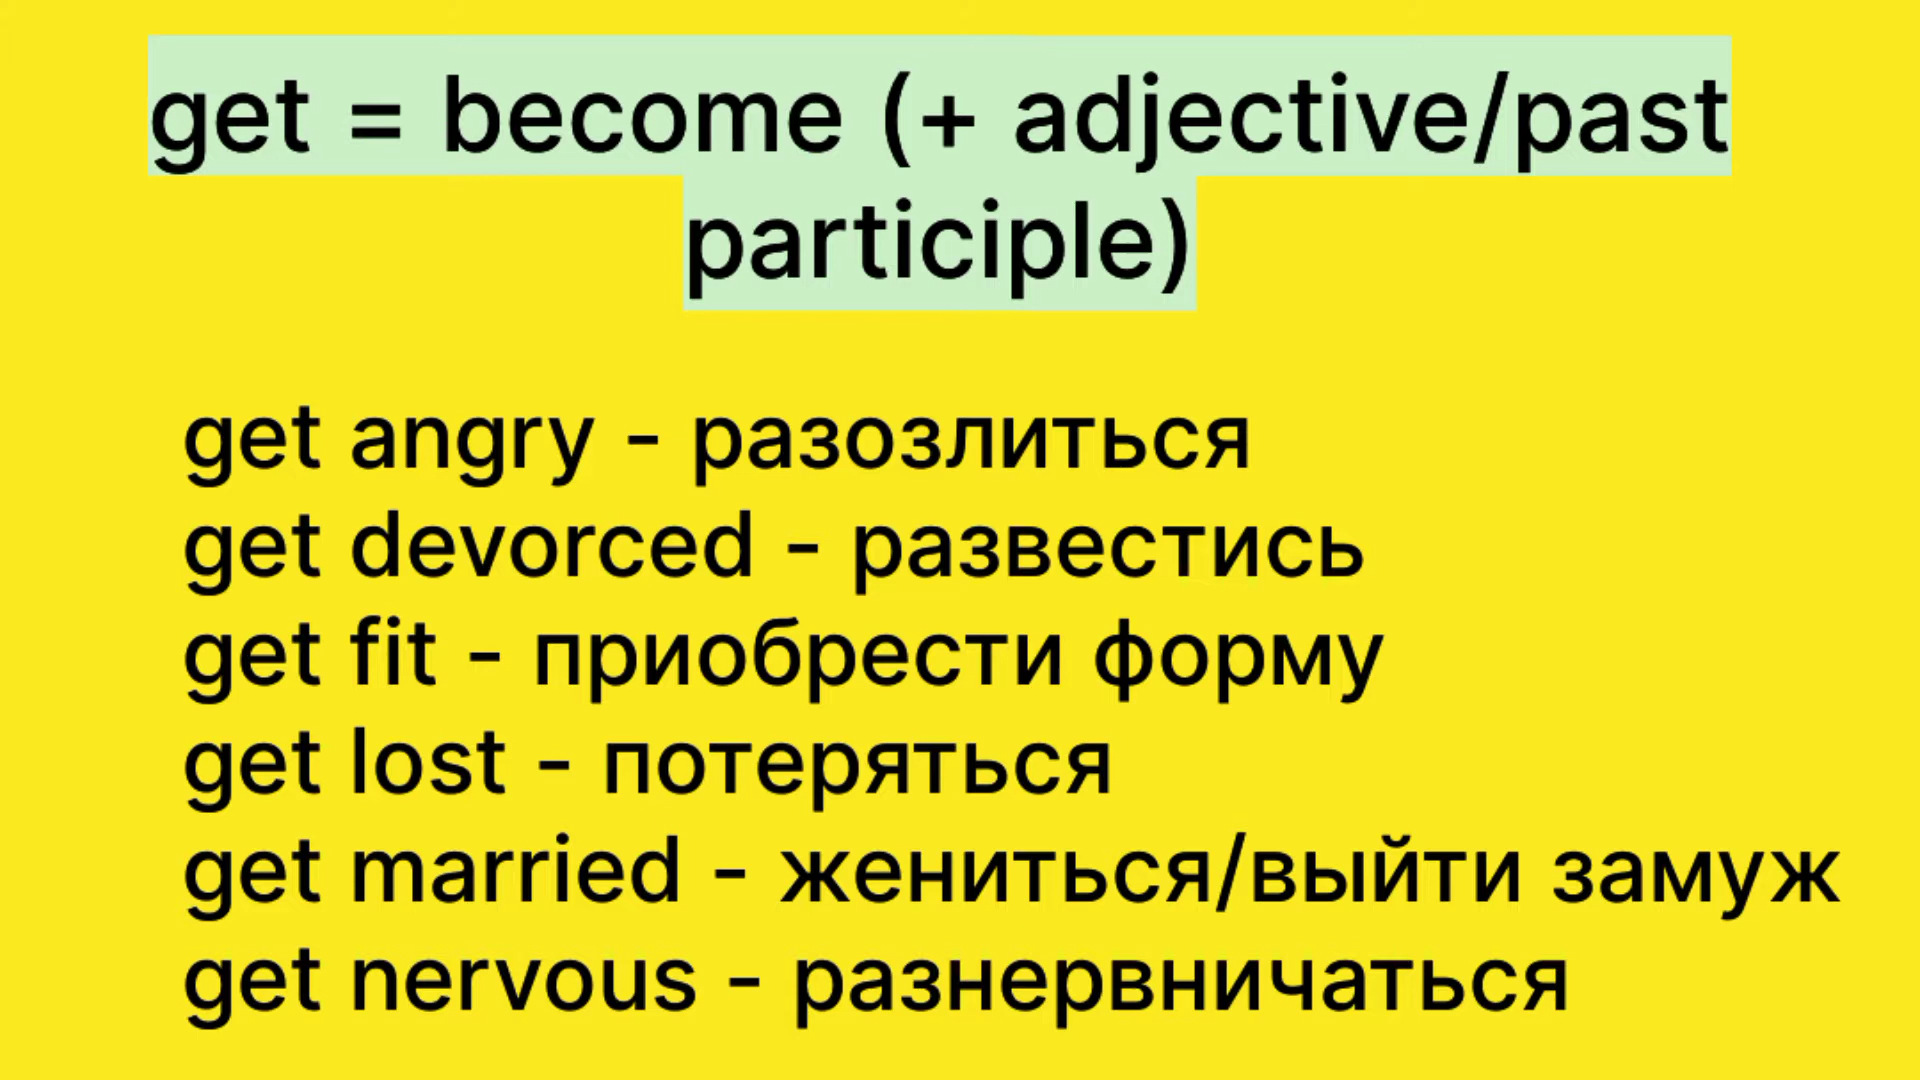 get = become (+ adjective/past
participle)
get angry - разозлиться
get devorced - развестись
get fit - приобрести форму
get lost - потеряться
get married - жениться/выйти замуж
get nervous - разнервничаться